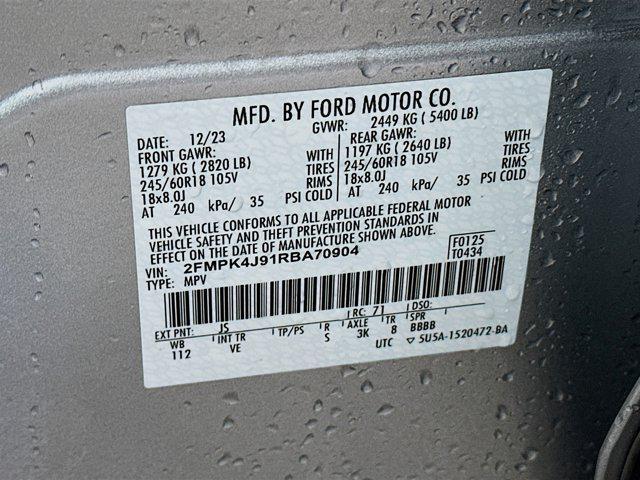 MFD. BY FORD MOTOR CO.
DATE: 12/23 GVWR: 2449 KG ( 5400 LB)
FRONT GAWR: REAR GAWR:
1279 KG ( 2820 LB) WITH 1197 KG ( 2640 LB) WITH
245/60R18 105V TIRES 245/60R18 105V TIRES
18x8.0J RIMS 18x8.0J RIMS
AT 240 kPa/ 35 PSI COLD AT 240 kPa/ 35 PSI COLD
THIS VEHICLE CONFORMS TO ALL APPLICABLE FEDERAL MOTOR
VEHICLE SAFETY AND THEFT PREVENTION STANDARDS IN
EFFECT ON THE DATE OF MANUFACTURE SHOWN ABOVE.
VIN: 2FMPK4J91RBA70904 F0125
TYPE: MPV T0434
EXT PNT: JS RC: 71 DSO:
WB INT TR TP/PS R AXLE TR SPR
112 VE S 3K 8 BBBB
UTC ▽ 5U5A-1520472-BA